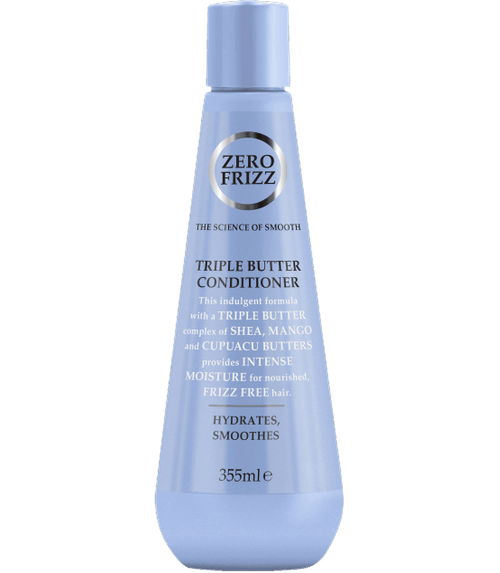 ZERO
FRIZZ
THE SCIENCE OF SMOOTH
TRIPLE BUTTER
CONDITIONER
This indulgent formula
with a TRIPLE BUTTER
complex of SHEA, MANGO
and CUPUACU BUTTERS
provides INTENSE
MOISTURE for nourished,
FRIZZ FREE hair.
HYDRATES,
SMOOTHES
355ml℮